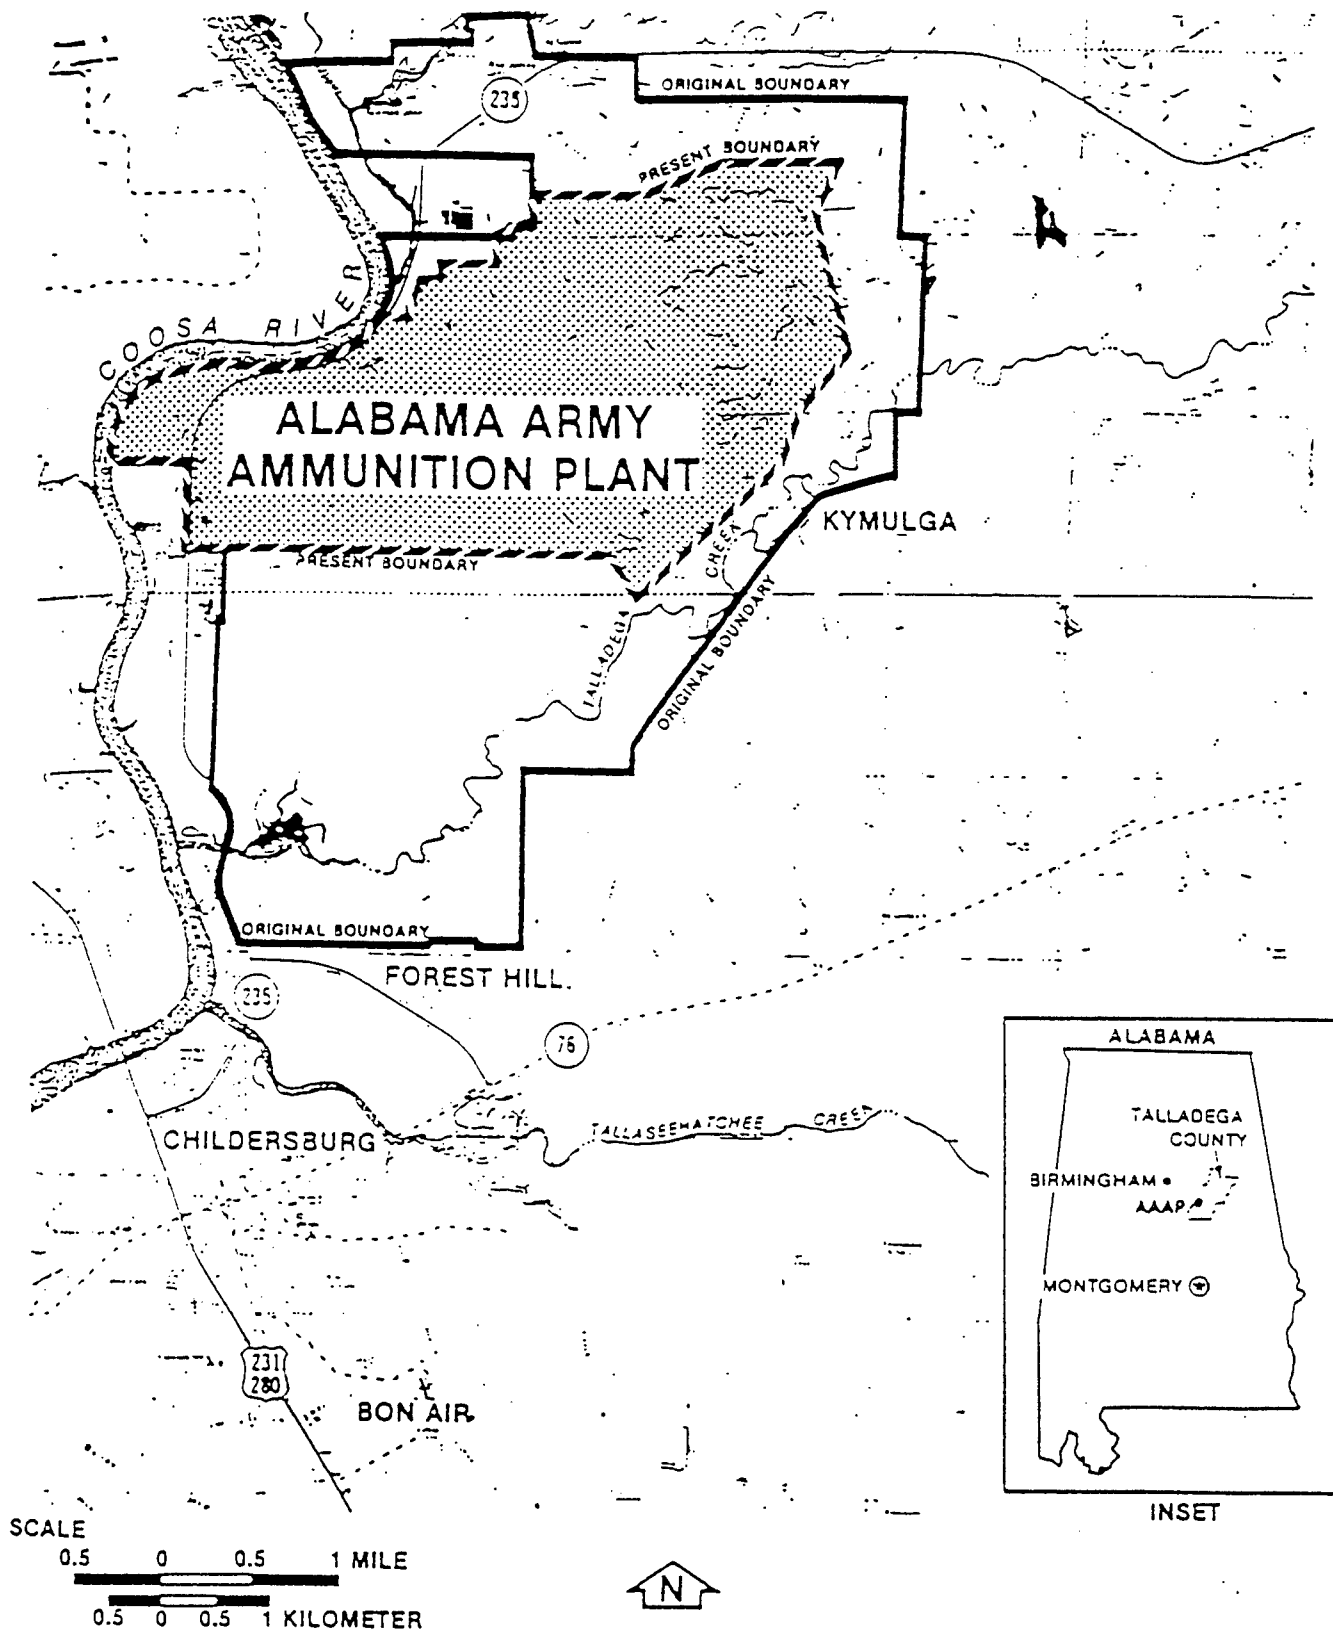 235
ORIGINAL BOUNDARY
PRESENT BOUNDARY
COOSA RIVER
ALABAMA ARMY
AMMUNITION PLANT
KYMULGA
PRESENT BOUNDARY
TALLADEGA CREEK
ORIGINAL BOUNDARY
ORIGINAL BOUNDARY
FOREST HILL
235
76
CHILDERSBURG
TALLASEEHATCHEE CREEK
231
280
BON AIR
ALABAMA
TALLADEGA
COUNTY
BIRMINGHAM
AAAP
MONTGOMERY
INSET
SCALE
0.5 0 0.5 1 MILE
0.5 0 0.5 1 KILOMETER
N